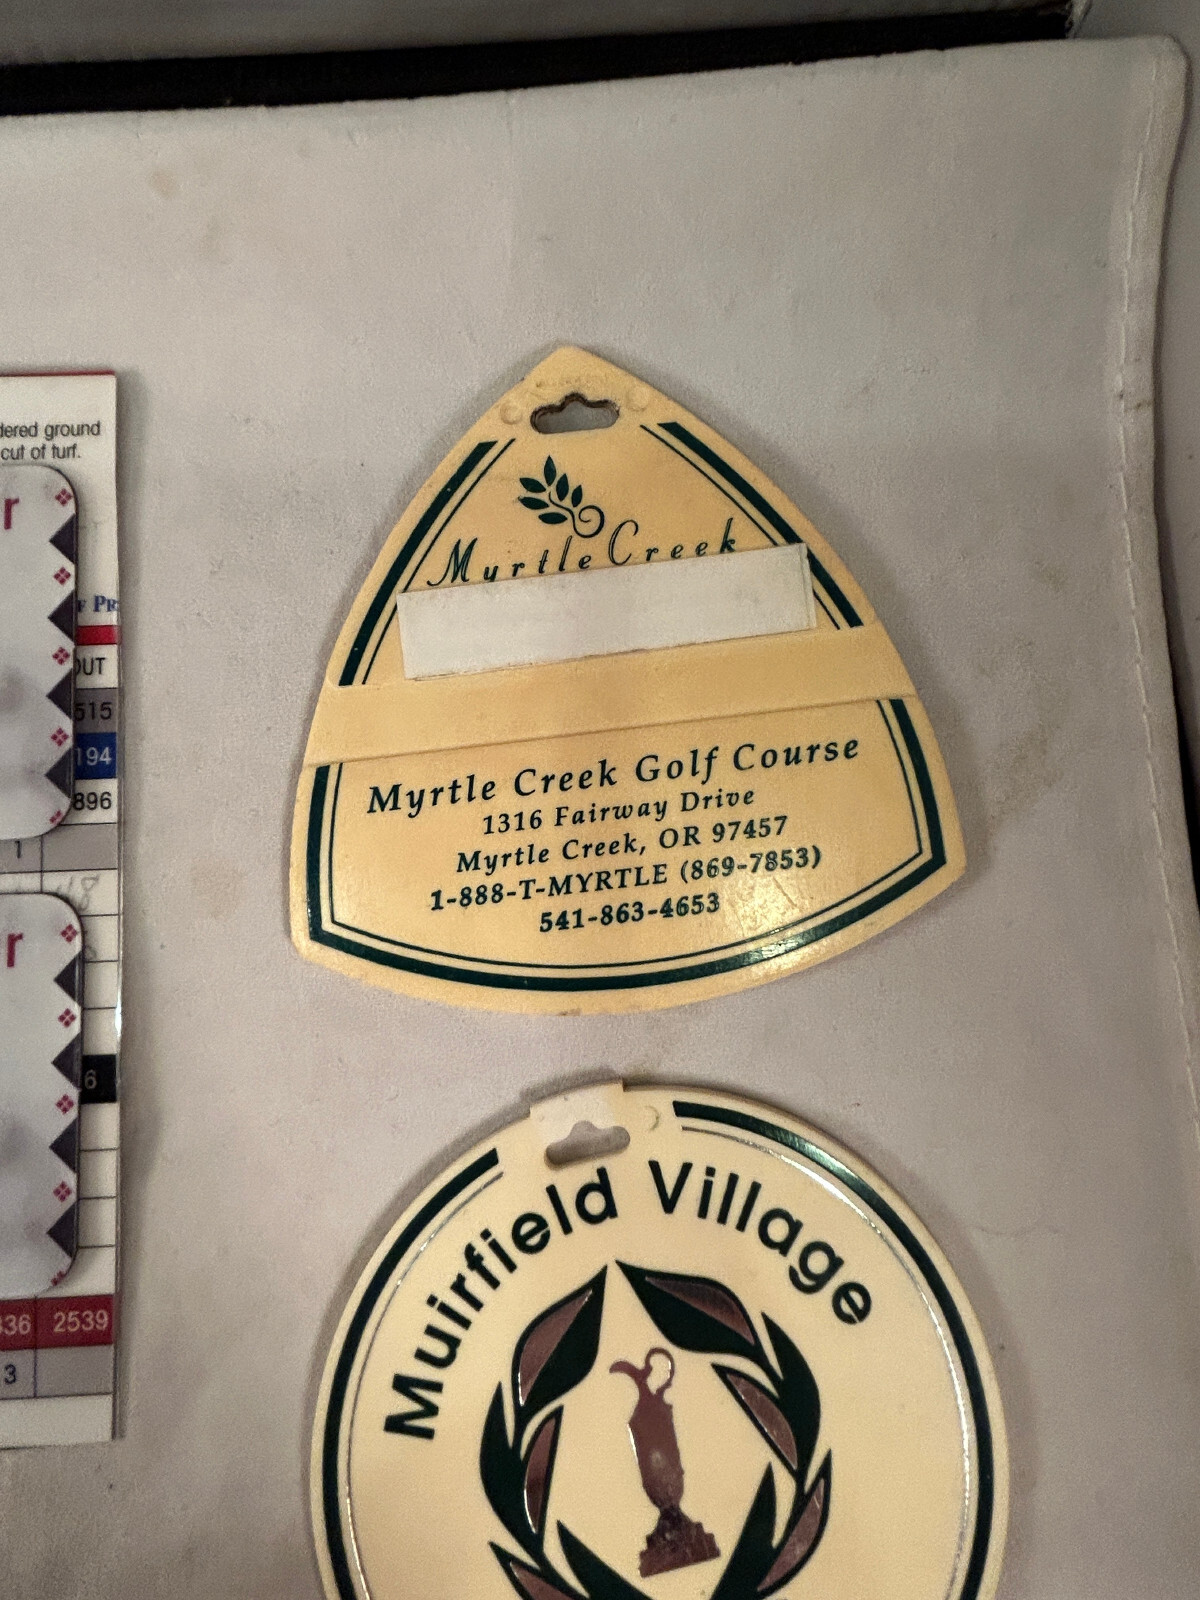 dered ground
cut of turf.
r
OUT
515
194
896
1
r
6
336 2539
3
Myrtle Creek
Myrtle Creek Golf Course
1316 Fairway Drive
Myrtle Creek, OR 97457
1-888-T-MYRTLE (869-7853)
541-863-4653
Muirfield Village